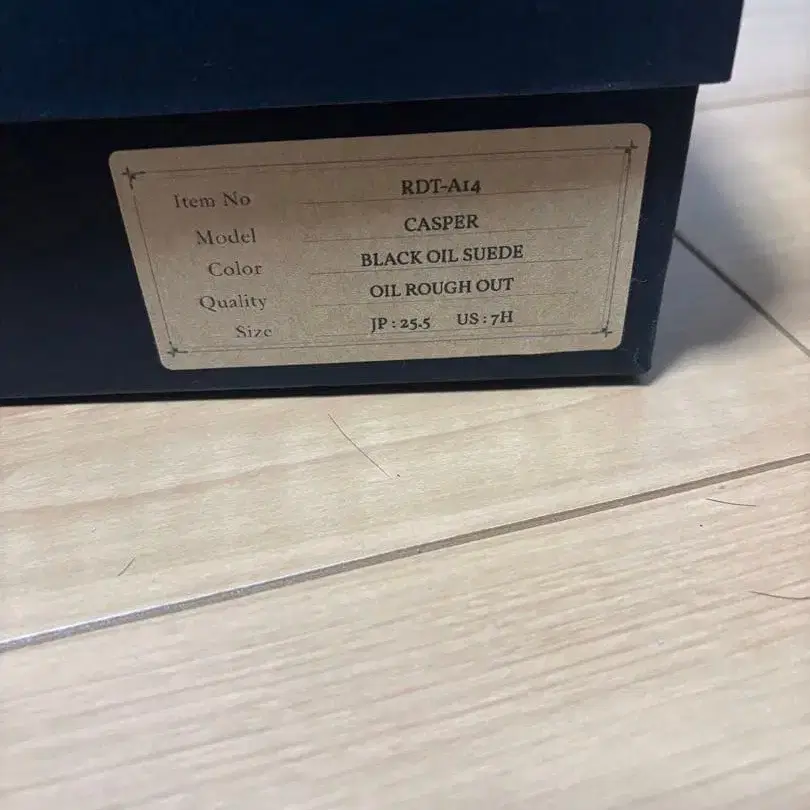 Item No RDT-A14
Model CASPER
Color BLACK OIL SUEDE
Quality OIL ROUGH OUT
Size JP : 25.5 US : 7H